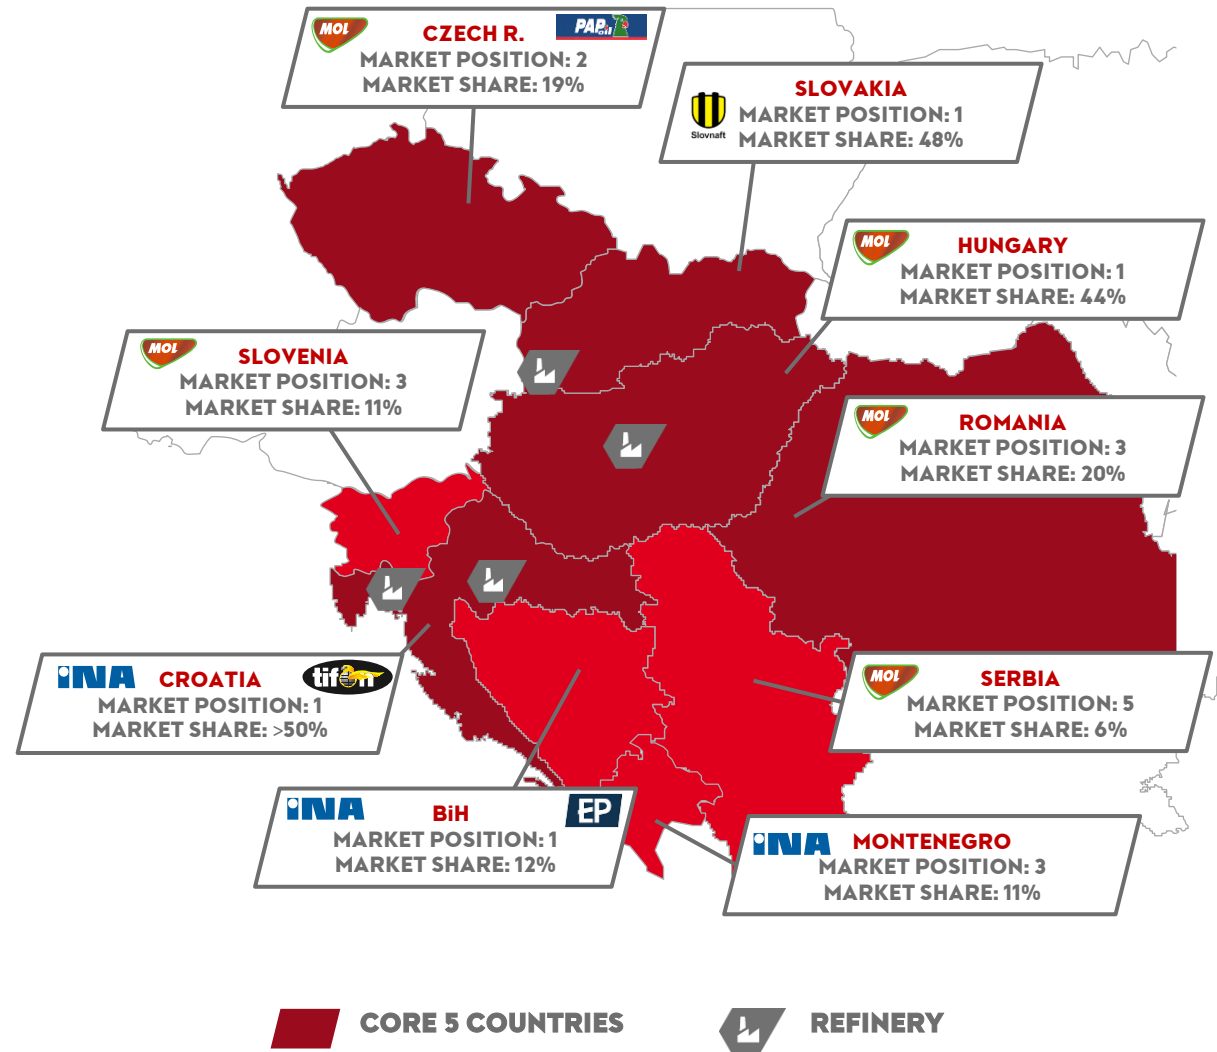 MOL
CZECH R.
PAPoil
MARKET POSITION: 2
MARKET SHARE: 19%
SLOVAKIA
Slovnaft
MARKET POSITION: 1
MARKET SHARE: 48%
MOL
HUNGARY
MARKET POSITION: 1
MARKET SHARE: 44%
MOL
SLOVENIA
MARKET POSITION: 3
MARKET SHARE: 11%
MOL
ROMANIA
MARKET POSITION: 3
MARKET SHARE: 20%
INA
CROATIA
tifon
MARKET POSITION: 1
MARKET SHARE: >50%
MOL
SERBIA
MARKET POSITION: 5
MARKET SHARE: 6%
INA
BiH
EP
MARKET POSITION: 1
MARKET SHARE: 12%
INA
MONTENEGRO
MARKET POSITION: 3
MARKET SHARE: 11%
CORE 5 COUNTRIES
REFINERY